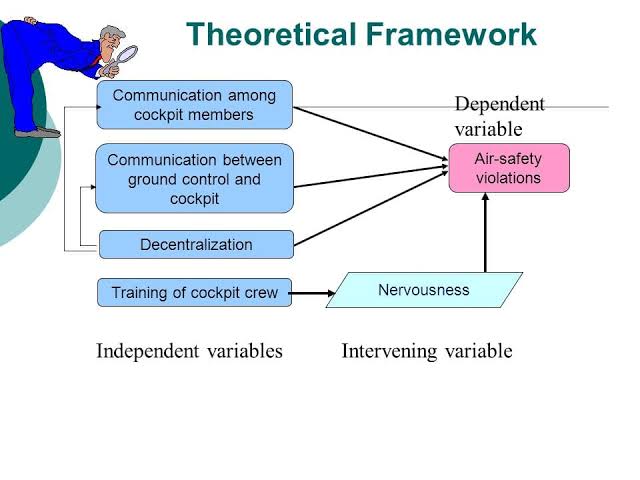 Theoretical Framework
Communication among
cockpit members
Dependent
variable
Communication between
ground control and
cockpit
Air-safety
violations
Decentralization
Training of cockpit crew
Nervousness
Independent variables
Intervening variable